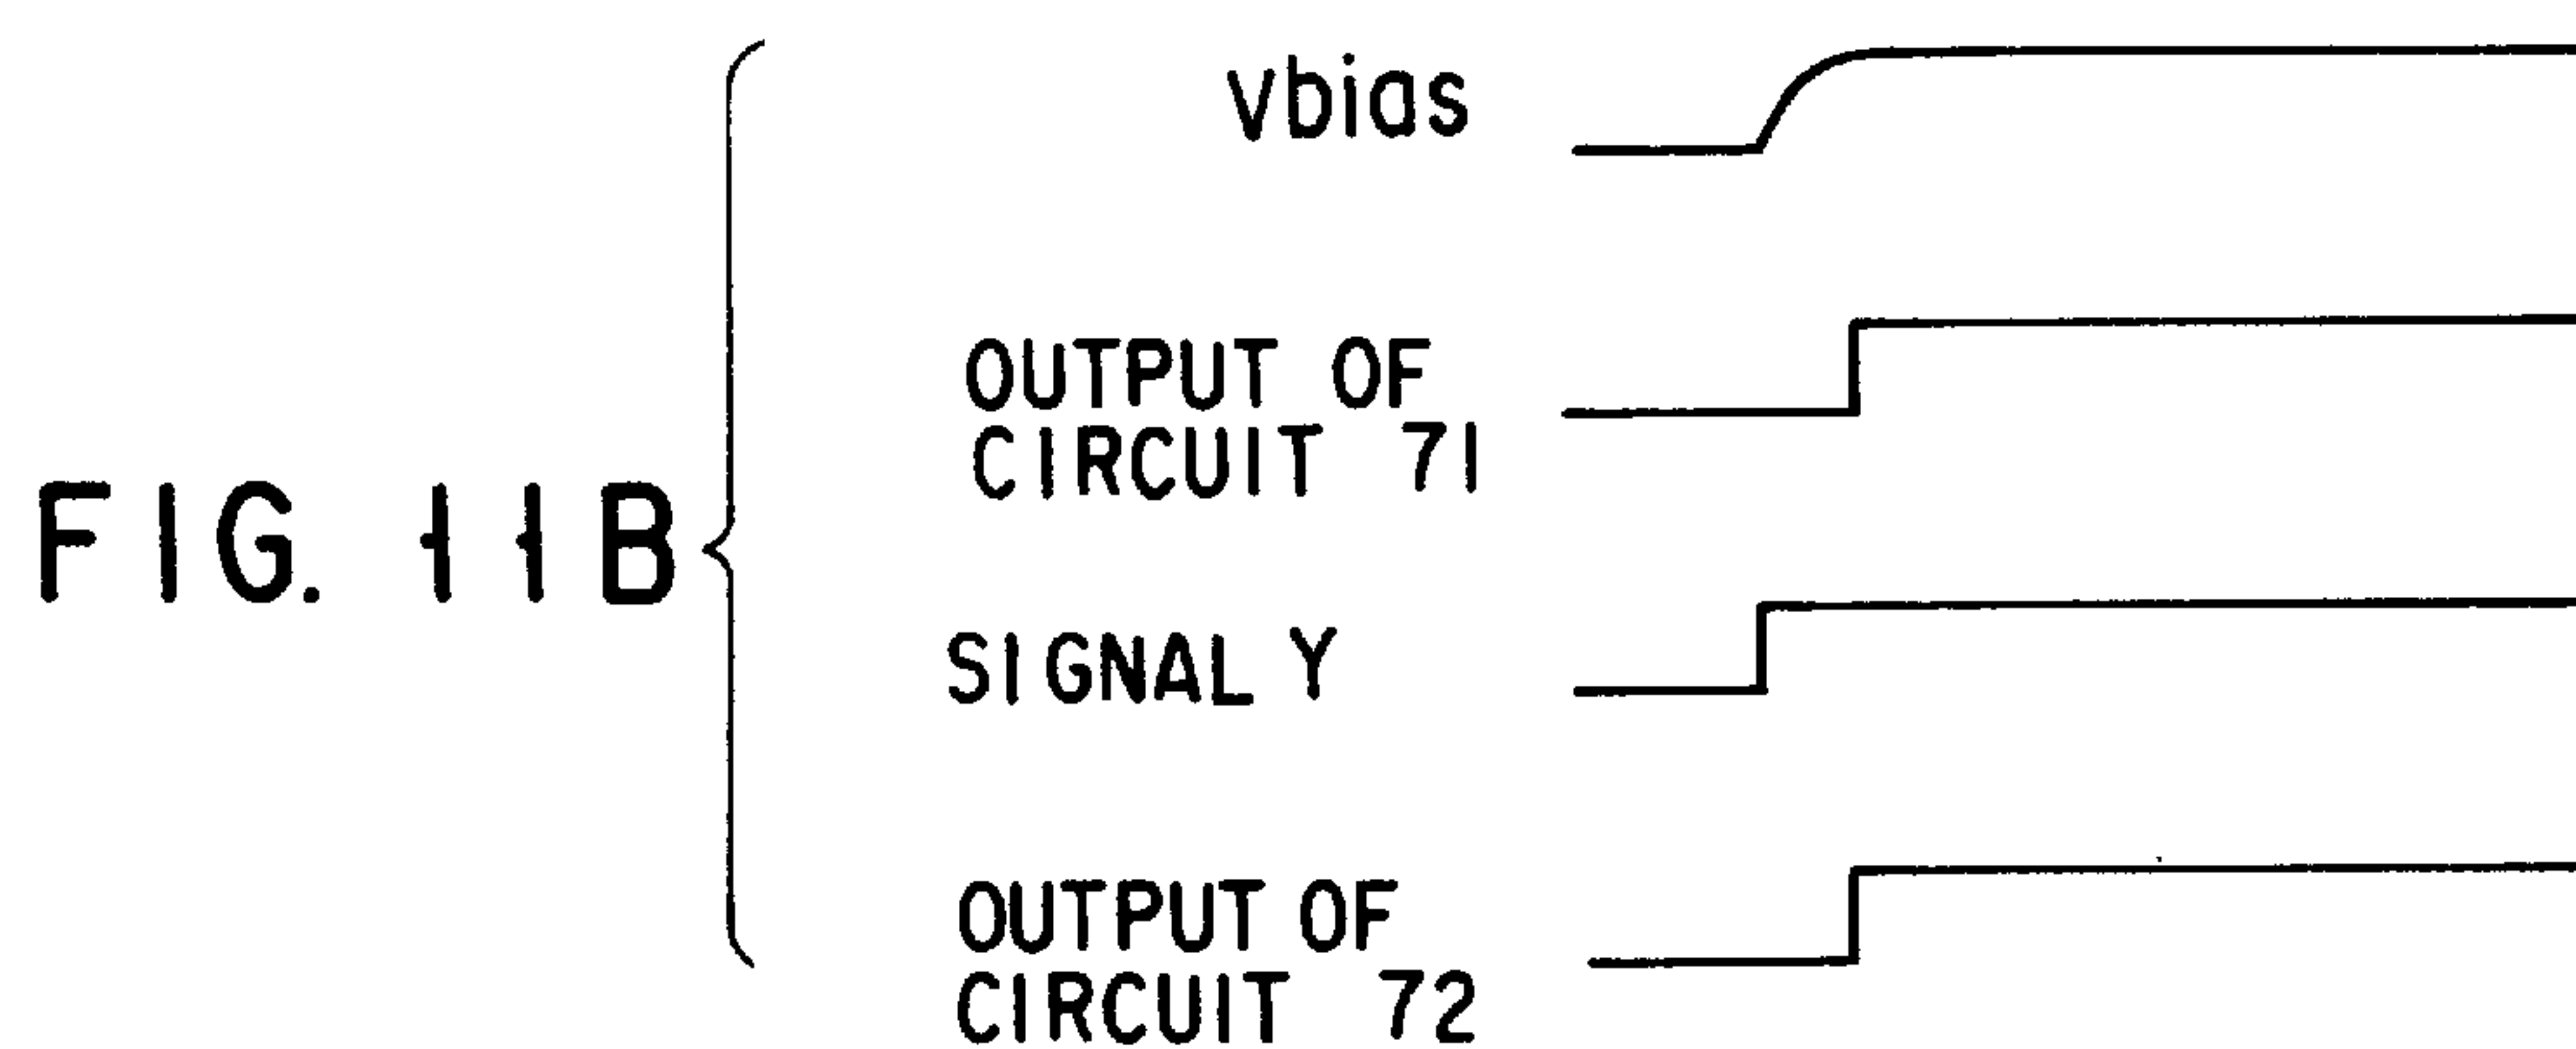 FIG. 11B
Vbias
OUTPUT OF
CIRCUIT 71
SIGNAL Y
OUTPUT OF
CIRCUIT 72